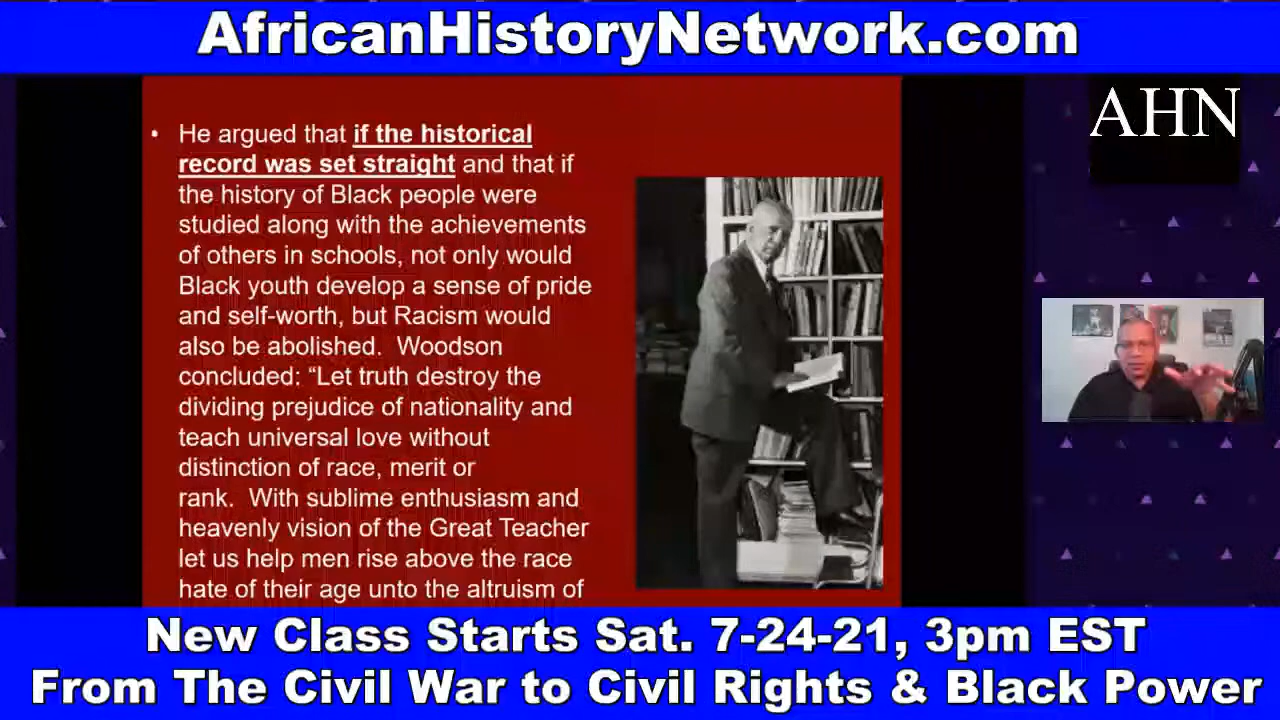 AfricanHistoryNetwork.com
AHN
• He argued that if the historical
record was set straight and that if
the history of Black people were
studied along with the achievements
of others in schools, not only would
Black youth develop a sense of pride
and self-worth, but Racism would
also be abolished.  Woodson
concluded: “Let truth destroy the
dividing prejudice of nationality and
teach universal love without
distinction of race, merit or
rank.  With sublime enthusiasm and
heavenly vision of the Great Teacher
let us help men rise above the race
hate of their age unto the altruism of
New Class Starts Sat. 7-24-21, 3pm EST
From The Civil War to Civil Rights & Black Power